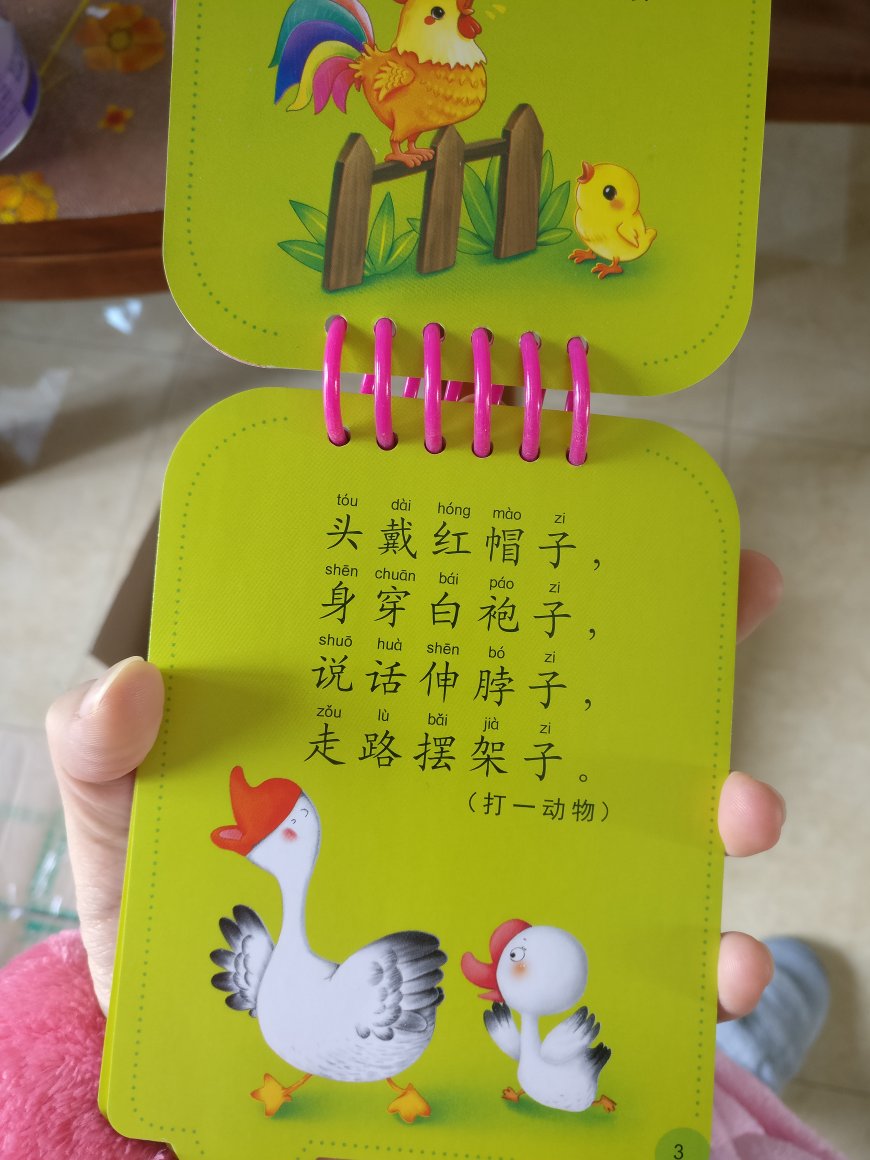 tóu dài hóng mào zi
头戴红帽子，
shēn chuān bái páo zi
身穿白袍子，
shuō huà shēn bó zi
说话伸脖子，
zǒu lù bǎi jià zi
走路摆架子。
（打一动物）
3